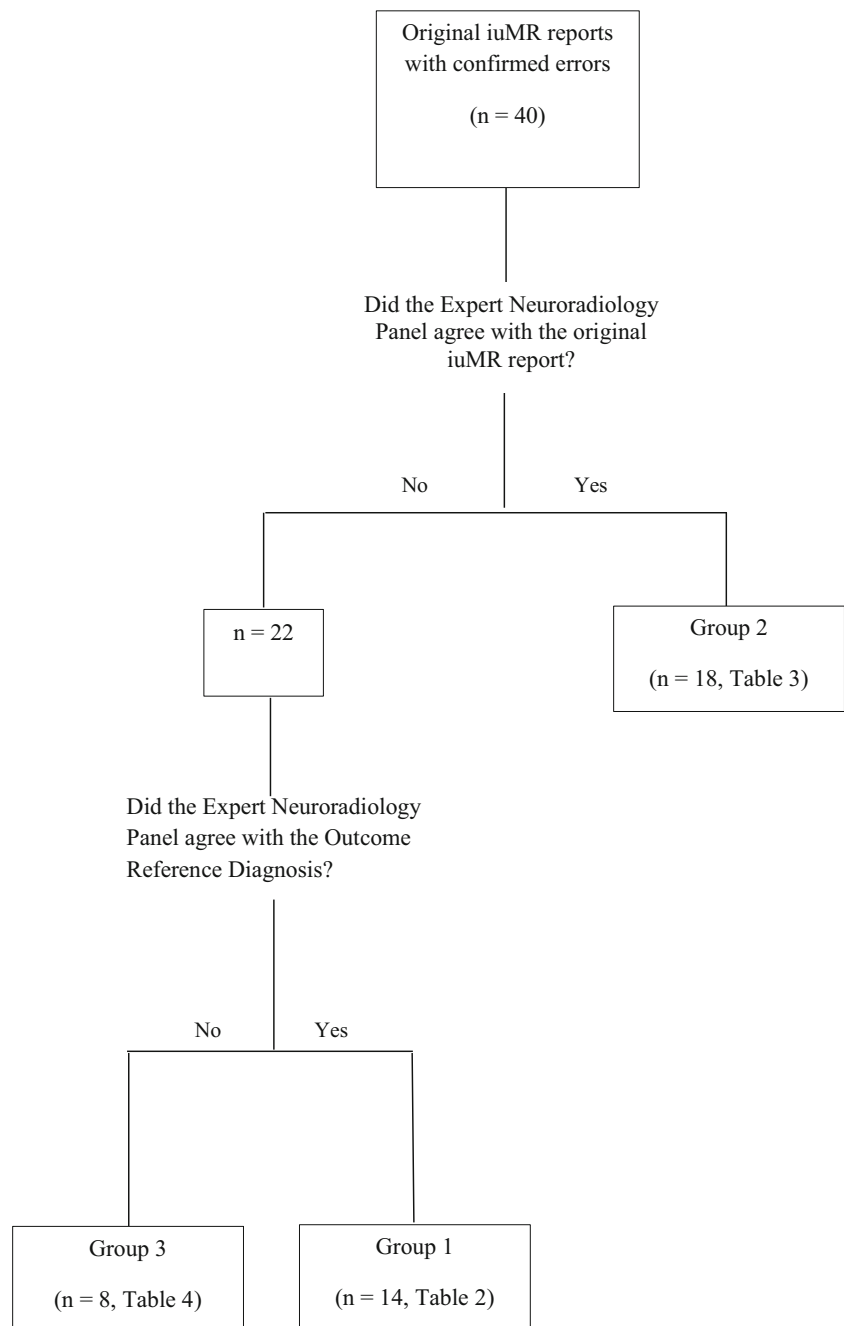 Original iuMR reports
with confirmed errors
(n = 40)
Did the Expert Neuroradiology
Panel agree with the original
iuMR report?
No
Yes
n = 22
Group 2
(n = 18, Table 3)
Did the Expert Neuroradiology
Panel agree with the Outcome
Reference Diagnosis?
No
Yes
Group 3
(n = 8, Table 4)
Group 1
(n = 14, Table 2)